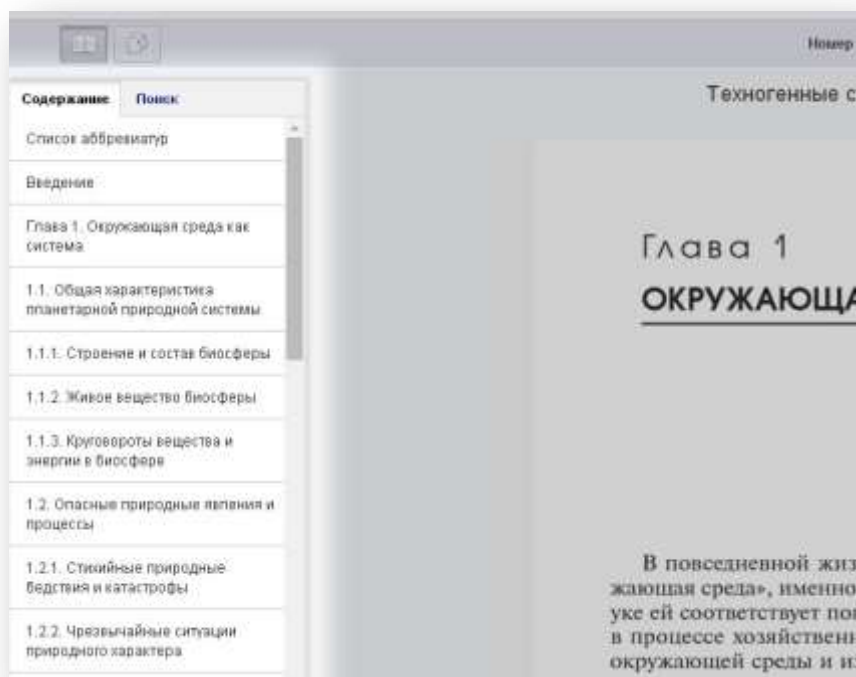 Номер
Содержание
Поиск
Техногенные с
Список аббревиатур
Введение
Глава 1. Окружающая среда как
система
1.1. Общая характеристика
планетарной природной системы
1.1.1. Строение и состав биосферы
1.1.2. Живое вещество биосферы
1.1.3. Круговороты вещества и
энергии в биосфере
1.2. Опасные природные явления и
процессы
1.2.1. Стихийные природные
бедствия и катастрофы
1.2.2. Чрезвычайные ситуации
природного характера
Глава 1
ОКРУЖАЮЩА
В повседневной жиз
жающая среда», именно
уке ей соответствует пон
в процессе хозяйственн
окружающей среды и из